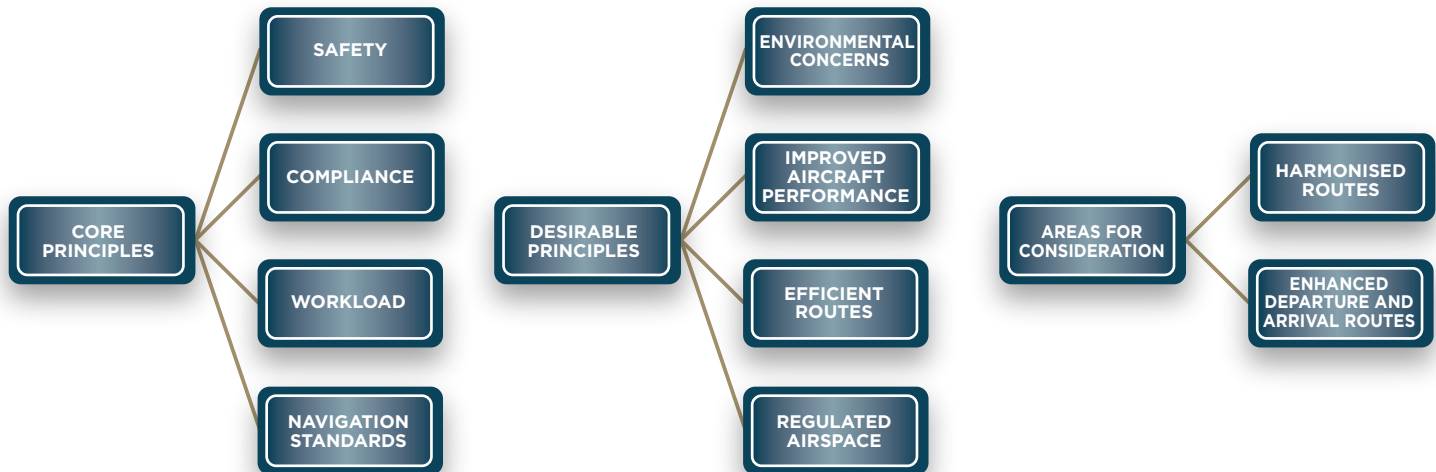 CORE
PRINCIPLES
SAFETY
COMPLIANCE
WORKLOAD
NAVIGATION
STANDARDS
DESIRABLE
PRINCIPLES
ENVIRONMENTAL
CONCERNS
IMPROVED
AIRCRAFT
PERFORMANCE
EFFICIENT
ROUTES
REGULATED
AIRSPACE
AREAS FOR
CONSIDERATION
HARMONISED
ROUTES
ENHANCED
DEPARTURE AND
ARRIVAL ROUTES